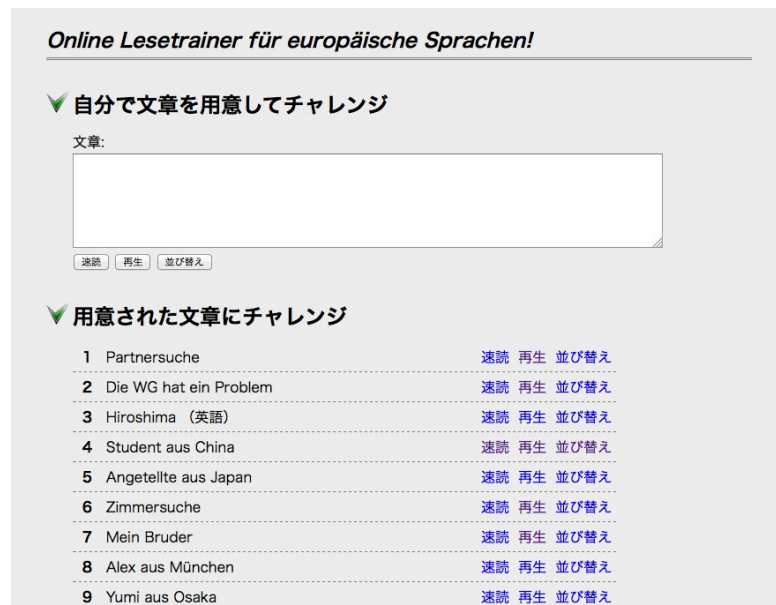 Online Lesetrainer für europäische Sprachen!
自分で文章を用意してチャレンジ
文章:
速読 再生 並び替え
用意された文章にチャレンジ
1 Partnersuche 速読 再生 並び替え
2 Die WG hat ein Problem 速読 再生 並び替え
3 Hiroshima （英語） 速読 再生 並び替え
4 Student aus China 速読 再生 並び替え
5 Angetellte aus Japan 速読 再生 並び替え
6 Zimmersuche 速読 再生 並び替え
7 Mein Bruder 速読 再生 並び替え
8 Alex aus München 速読 再生 並び替え
9 Yumi aus Osaka 速読 再生 並び替え